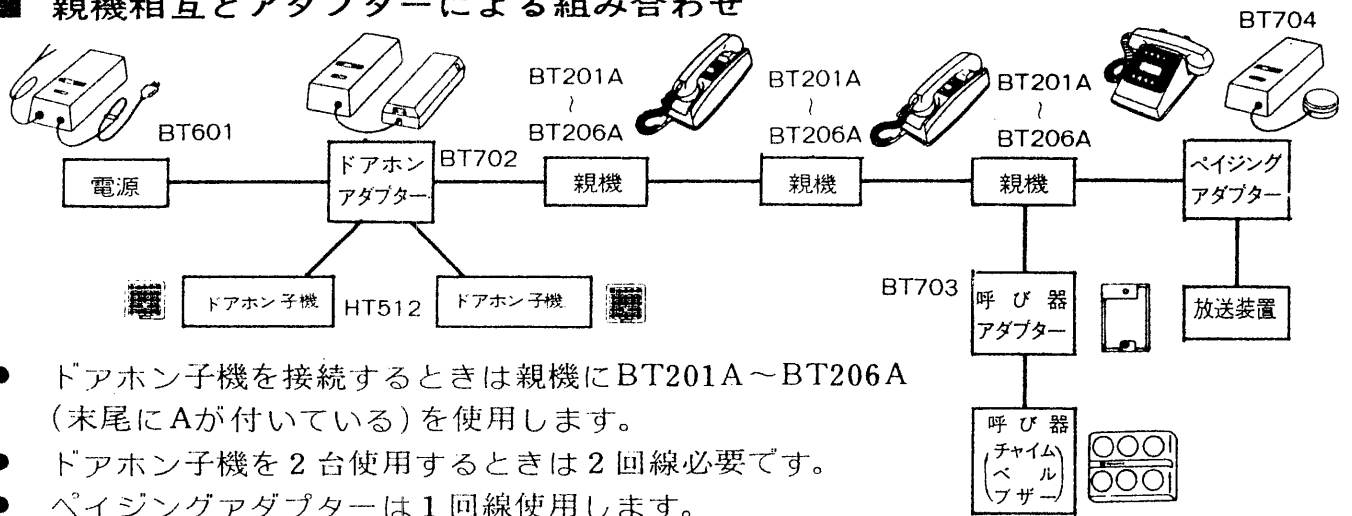 ■ 親機相互とアダプターによる組み合わせ
BT704
BT601
BT702
BT201A
〜
BT206A
BT201A
〜
BT206A
BT201A
〜
BT206A
電源
ドアホン
アダプター
親機
親機
親機
ペイジング
アダプター
ドアホン子機
HT512
ドアホン子機
BT703
呼び器
アダプター
放送装置
呼び器
(チャイム
ベル
ブザー)
● ドアホン子機を接続するときは親機にBT201A〜BT206A
(末尾にAが付いている)を使用します。
● ドアホン子機を2台使用するときは2回線必要です。
● ペイジングアダプターは1回線使用します。